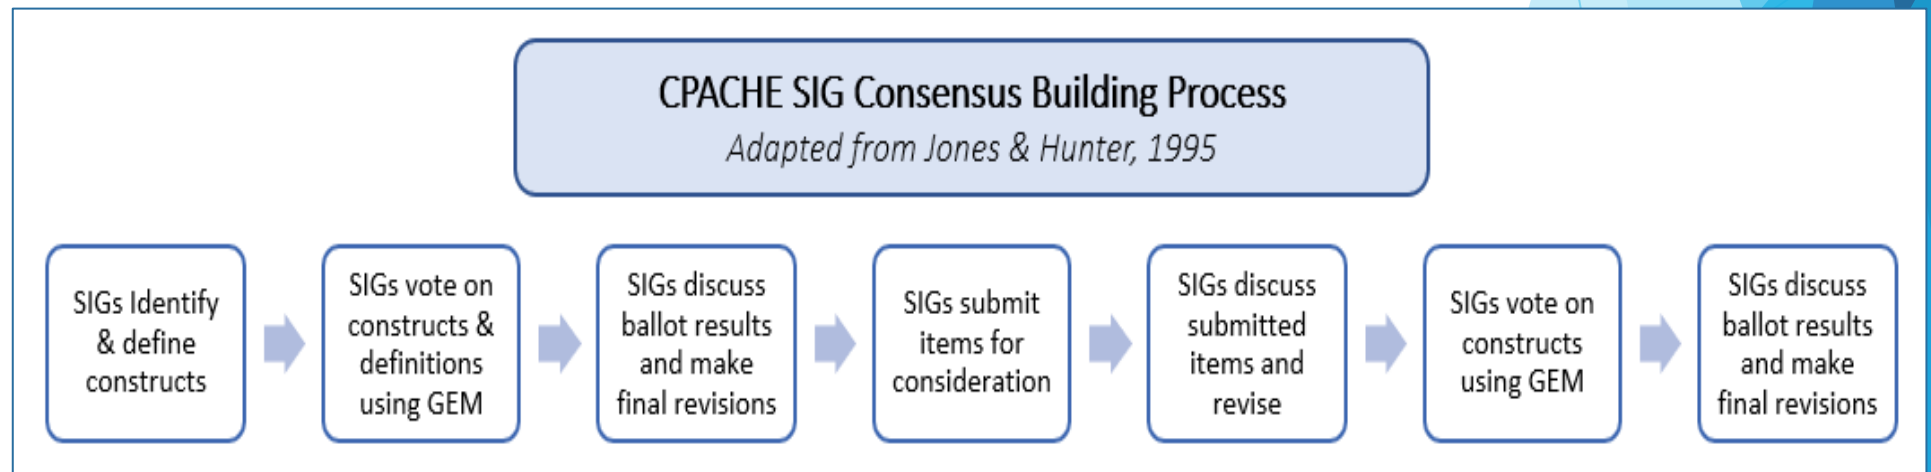 CPACHE SIG Consensus Building Process
Adapted from Jones & Hunter, 1995
SIGs Identify
& define
constructs
SIGs vote on
constructs &
definitions
using GEM
SIGs discuss
ballot results
and make
final revisions
SIGs submit
items for
consideration
SIGs discuss
submitted
items and
revise
SIGs vote on
constructs
using GEM
SIGs discuss
ballot results
and make
final revisions